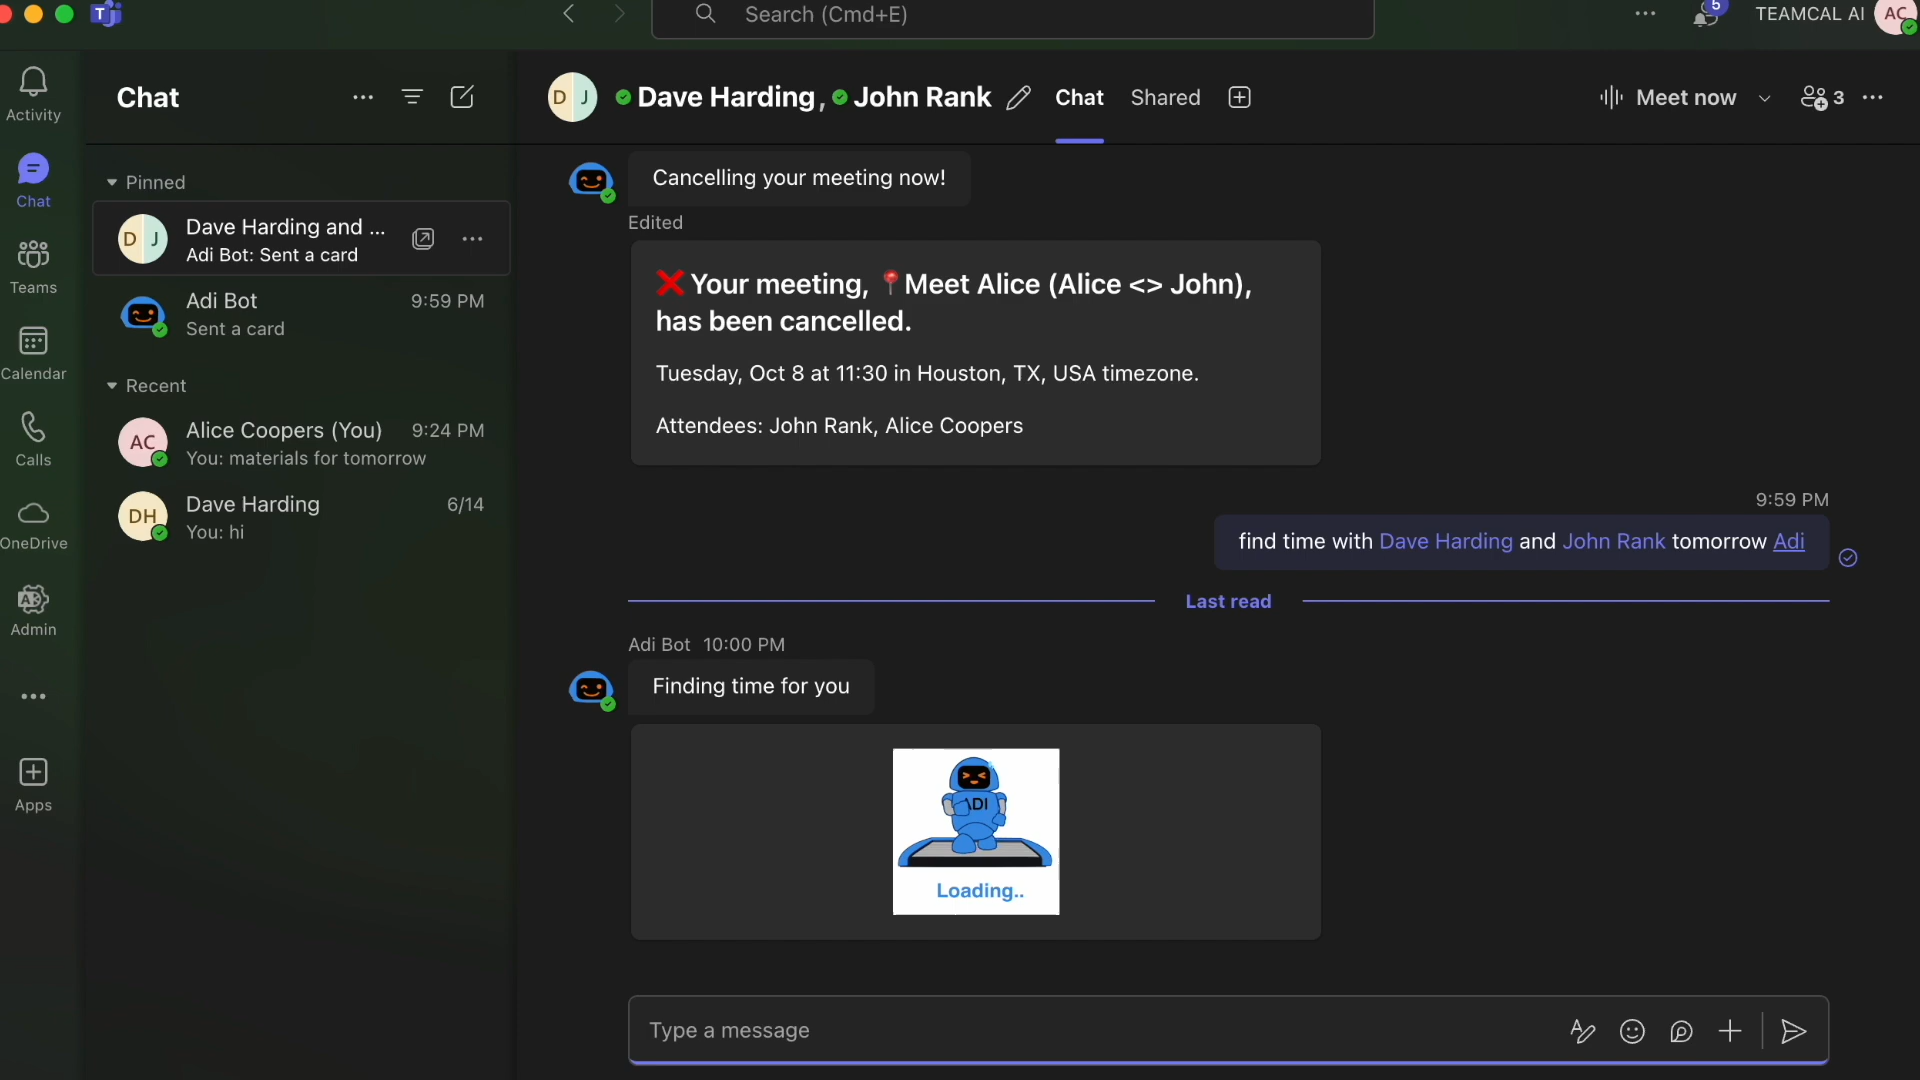 Search (Cmd+E)
5
TEAMCAL AI
AC
Activity
Chat
Teams
Calendar
Calls
OneDrive
Admin
Apps
Chat
Pinned
D J
Dave Harding and ...
Adi Bot: Sent a card
Adi Bot
9:59 PM
Sent a card
Recent
AC
Alice Coopers (You)
9:24 PM
You: materials for tomorrow
DH
Dave Harding
6/14
You: hi
D J
Dave Harding, John Rank
Chat
Shared
Meet now
3
Cancelling your meeting now!
Edited
❌Your meeting, 📍Meet Alice (Alice <> John),
has been cancelled.
Tuesday, Oct 8 at 11:30 in Houston, TX, USA timezone.
Attendees: John Rank, Alice Coopers
9:59 PM
find time with Dave Harding and John Rank tomorrow Adi
Last read
Adi Bot 10:00 PM
Finding time for you
ADI
Loading..
Type a message